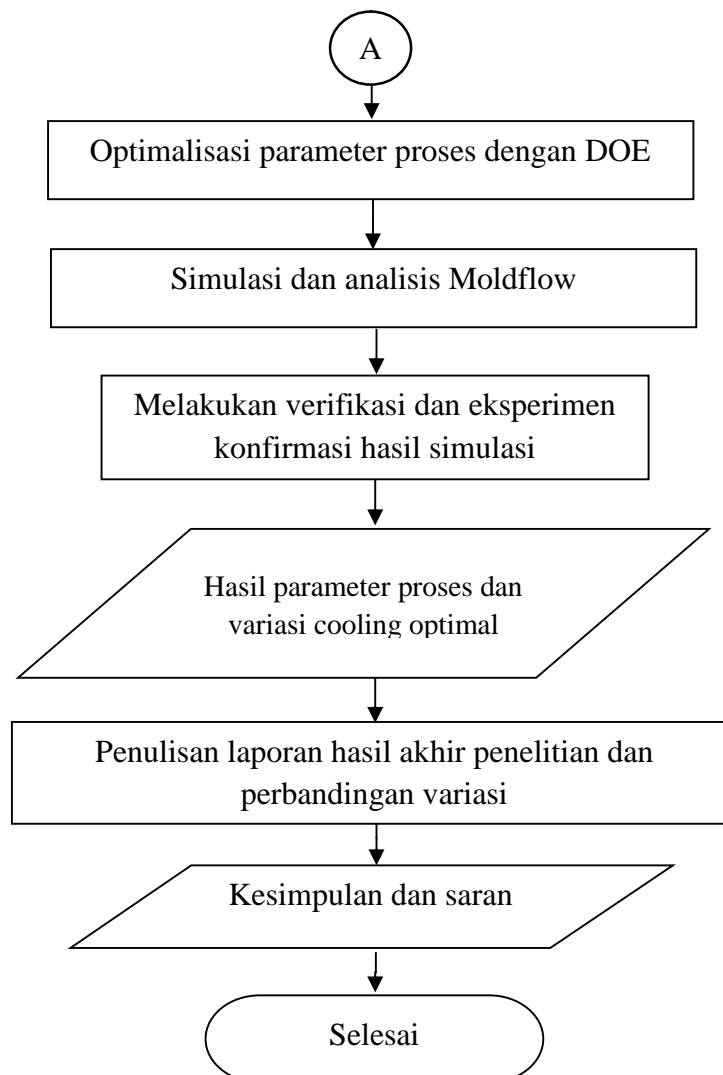 A
Optimalisasi parameter proses dengan DOE
Simulasi dan analisis Moldflow
Melakukan verifikasi dan eksperimen
konfirmasi hasil simulasi
Hasil parameter proses dan
variasi cooling optimal
Penulisan laporan hasil akhir penelitian dan
perbandingan variasi
Kesimpulan dan saran
Selesai